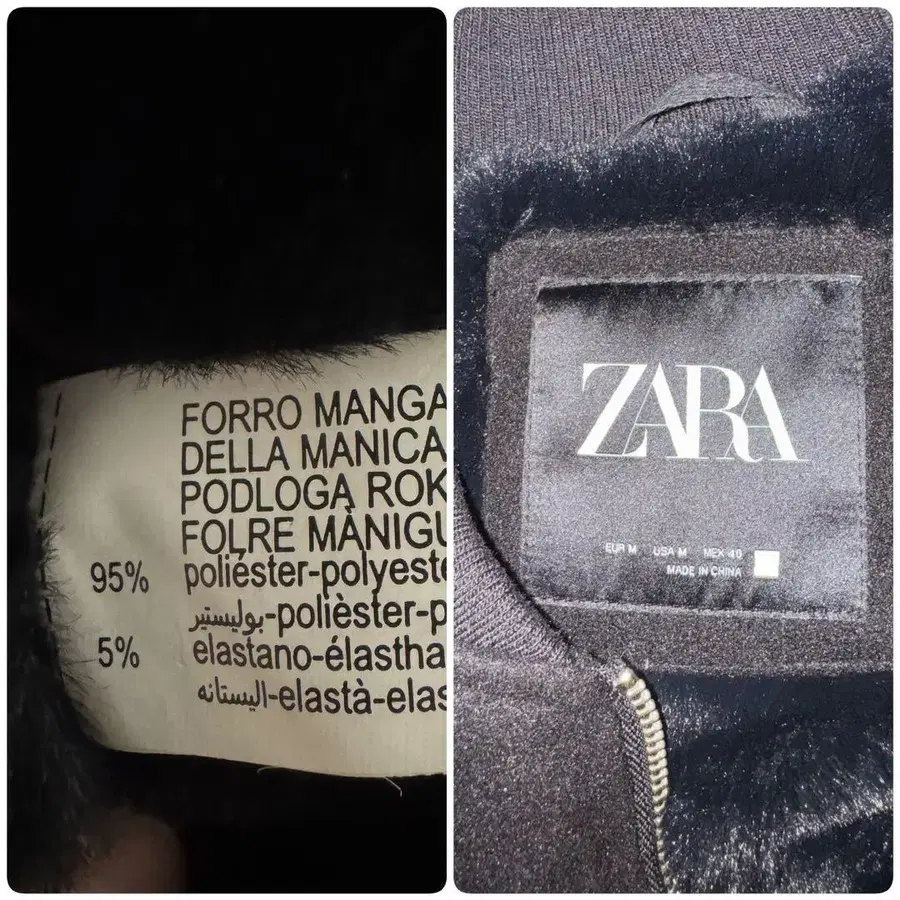 FORRO MANGA
DELLA MANICA
PODLOGA ROK
FOLRE MÀNIGU
95% poliéster-polyeste
بوليستير-polièster-p
5% elastano-élastha
اليستانه-elastà-elas
ZARA
EUR M USA M MEX 40
MADE IN CHINA